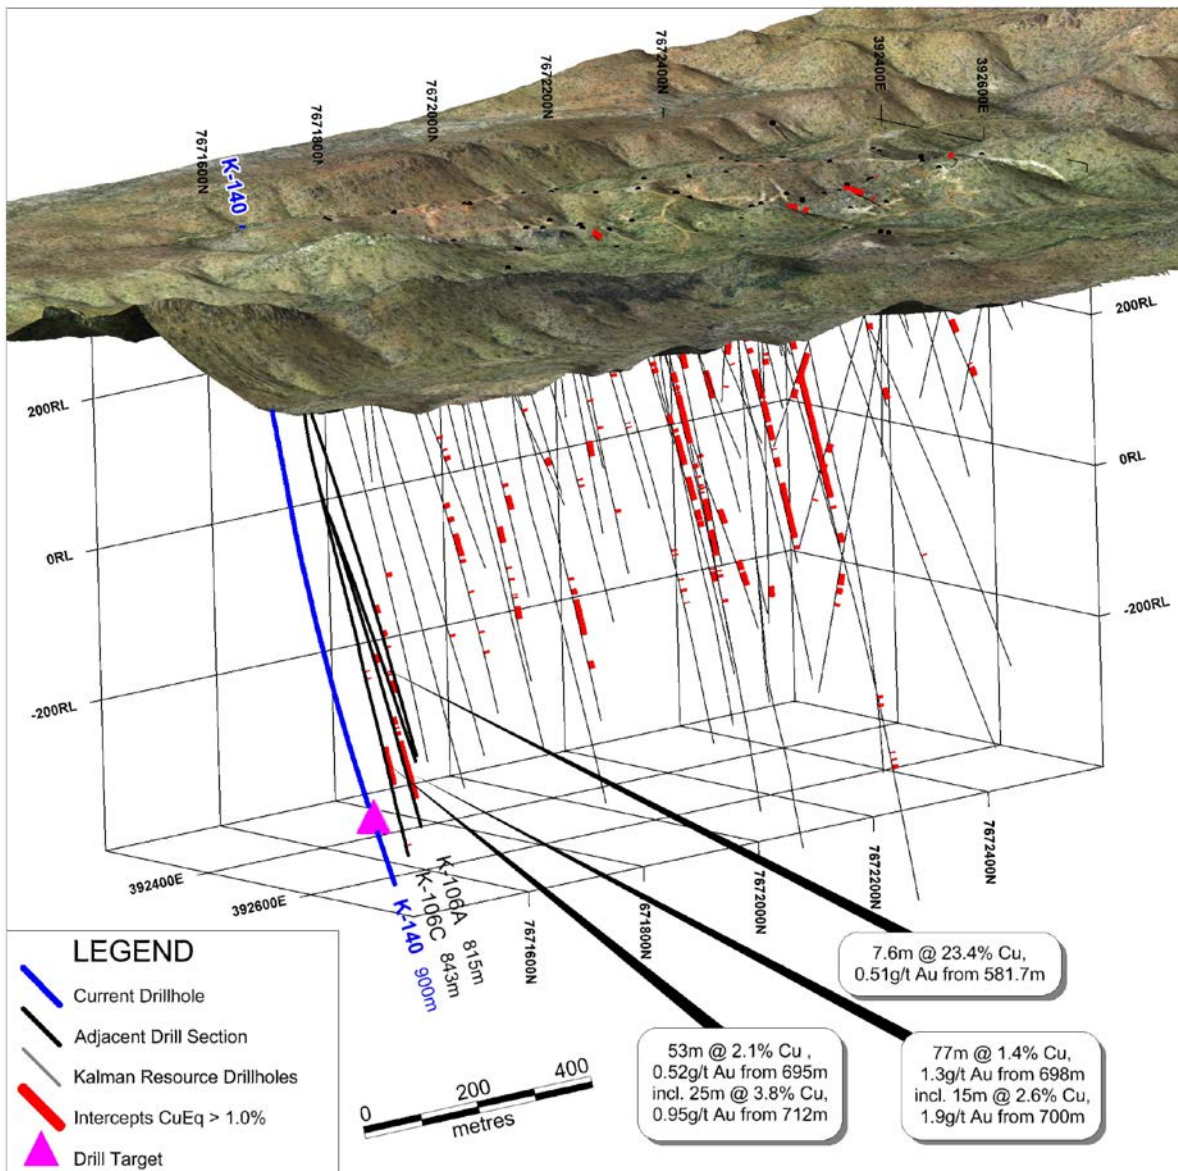 7671600N
K-140
7671800N
7672000N
7672200N
7672400N
392400E
392600E
200RL
0RL
-200RL
200RL
0RL
-200RL
392400E
392600E
K-106A 815m
K-106C 843m
K-140 900m
7671600N
671800N
7672000N
7672200N
7672400N
7.6m @ 23.4% Cu,
0.51g/t Au from 581.7m
53m @ 2.1% Cu ,
0.52g/t Au from 695m
incl. 25m @ 3.8% Cu,
0.95g/t Au from 712m
77m @ 1.4% Cu,
1.3g/t Au from 698m
incl. 15m @ 2.6% Cu,
1.9g/t Au from 700m
LEGEND
Current Drillhole
Adjacent Drill Section
Kalman Resource Drillholes
Intercepts CuEq > 1.0%
Drill Target
0 200 400
metres